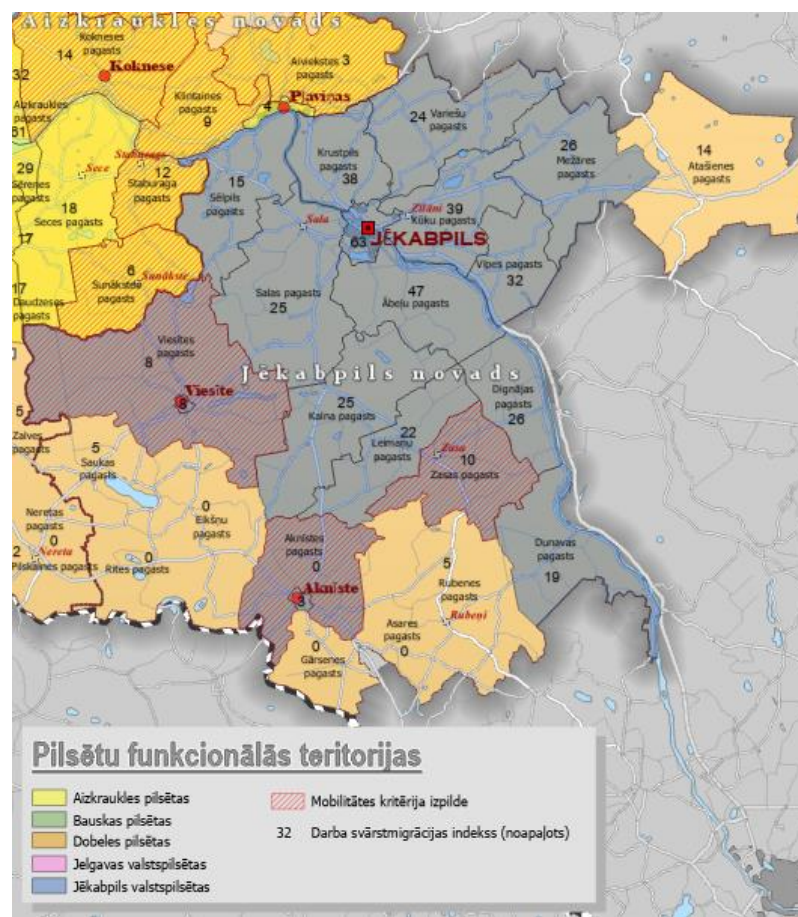 Aizkraukles novads
14
Kokneses
pagasts
Koknese
32
Aizkraukles
pagasts
61
Klintaines
pagasts
9
Aiviekstes 3
pagasts
4
Pļaviņas
29
Sērenes
pagasts
Sece
18
Seces pagasts
17
Staburags
12
Staburaga
pagasts
6
Sunākstes
pagasts
Sunākste
17
Daudzeses
pagasts
15
Sēlpils
pagasts
Krustpils
pagasts
38
24 Variešu
pagasts
26
Mežāres
pagasts
14
Atašienes
pagasts
Zīlāni
39
Kūku pagasts
Sala
63
JĒKABPILS
Vīpes pagasts
32
Salas pagasts
25
47
Ābeļu pagasts
Viesītes
pagasts
8
Viesīte
8
Jēkabpils novads
25
Kalna pagasts
22
Leimaņu
pagasts
Dignājas
pagasts
26
Zasa
10
Zasas pagasts
5
Zalves
pagasts
5
Saukas
pagasts
0
Elkšņu
pagasts
Neretas
pagasts
0
2
Nereta
Pilskalnes pagasts
0
Rites pagasts
Aknīstes
pagasts
0
Akniste
3
5
Rubenes
pagasts
Rubeņi
Asares
pagasts
0
0
Gārsenes
pagasts
Dunavas
pagasts
19
Pilsētu funkcionālās teritorijas
Aizkraukles pilsētas
Bauskas pilsētas
Dobeles pilsētas
Jelgavas valstspilsētas
Jēkabpils valstspilsētas
Mobilitātes kritērija izpilde
32 Darba svārstmigrācijas indekss (noapaļots)